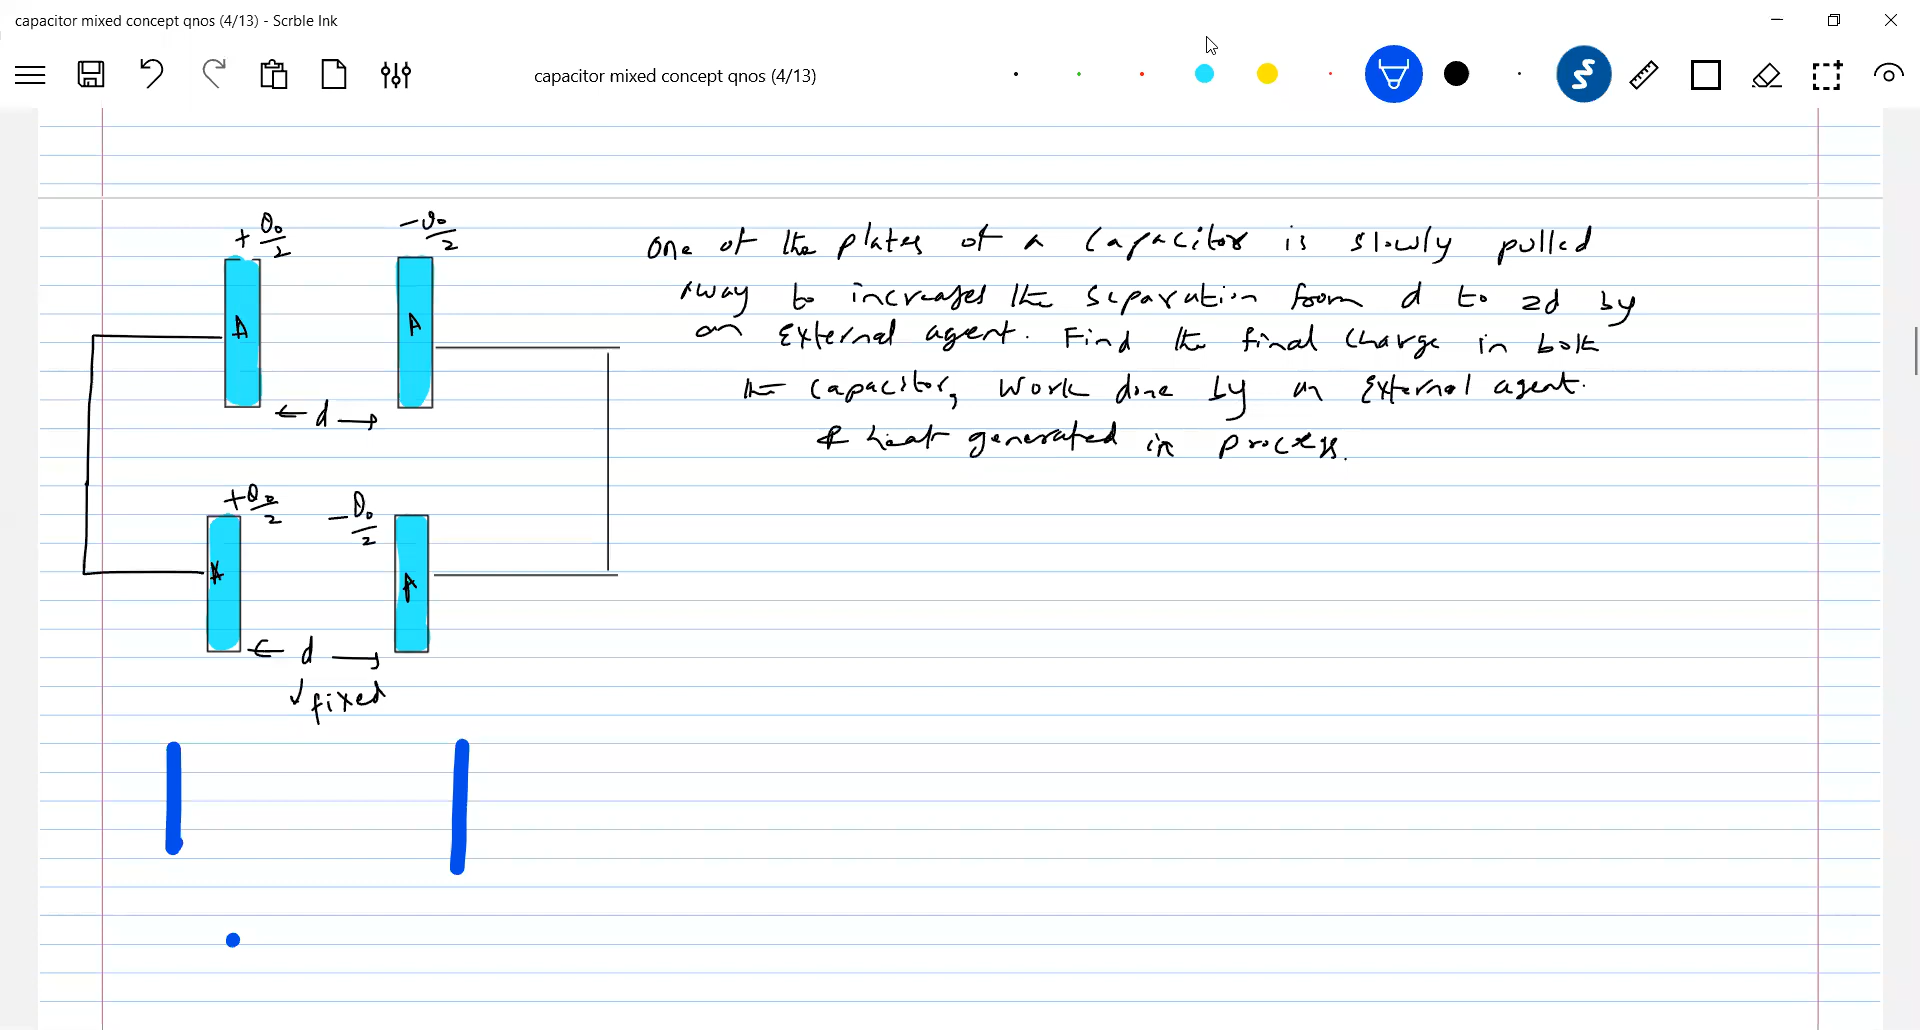 capacitor mixed concept qnos (4/13) - Scrble Ink
capacitor mixed concept qnos (4/13)
+ Q₀/2
- Q₀/2
One of the plates of a capacitor is slowly pulled
away to increases the separation from d to 2d by
an External agent. Find the final charge in both
the capacitor, work done by an External agent.
& heat generated in process.
A
A
← d →
+ Q₀/2
- Q₀/2
A
A
← d →
fixed